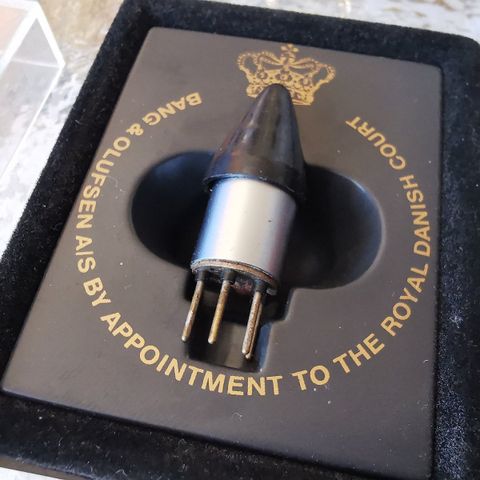 BANG & OLUFSEN A/S BY APPOINTMENT TO THE ROYAL DANISH COURT